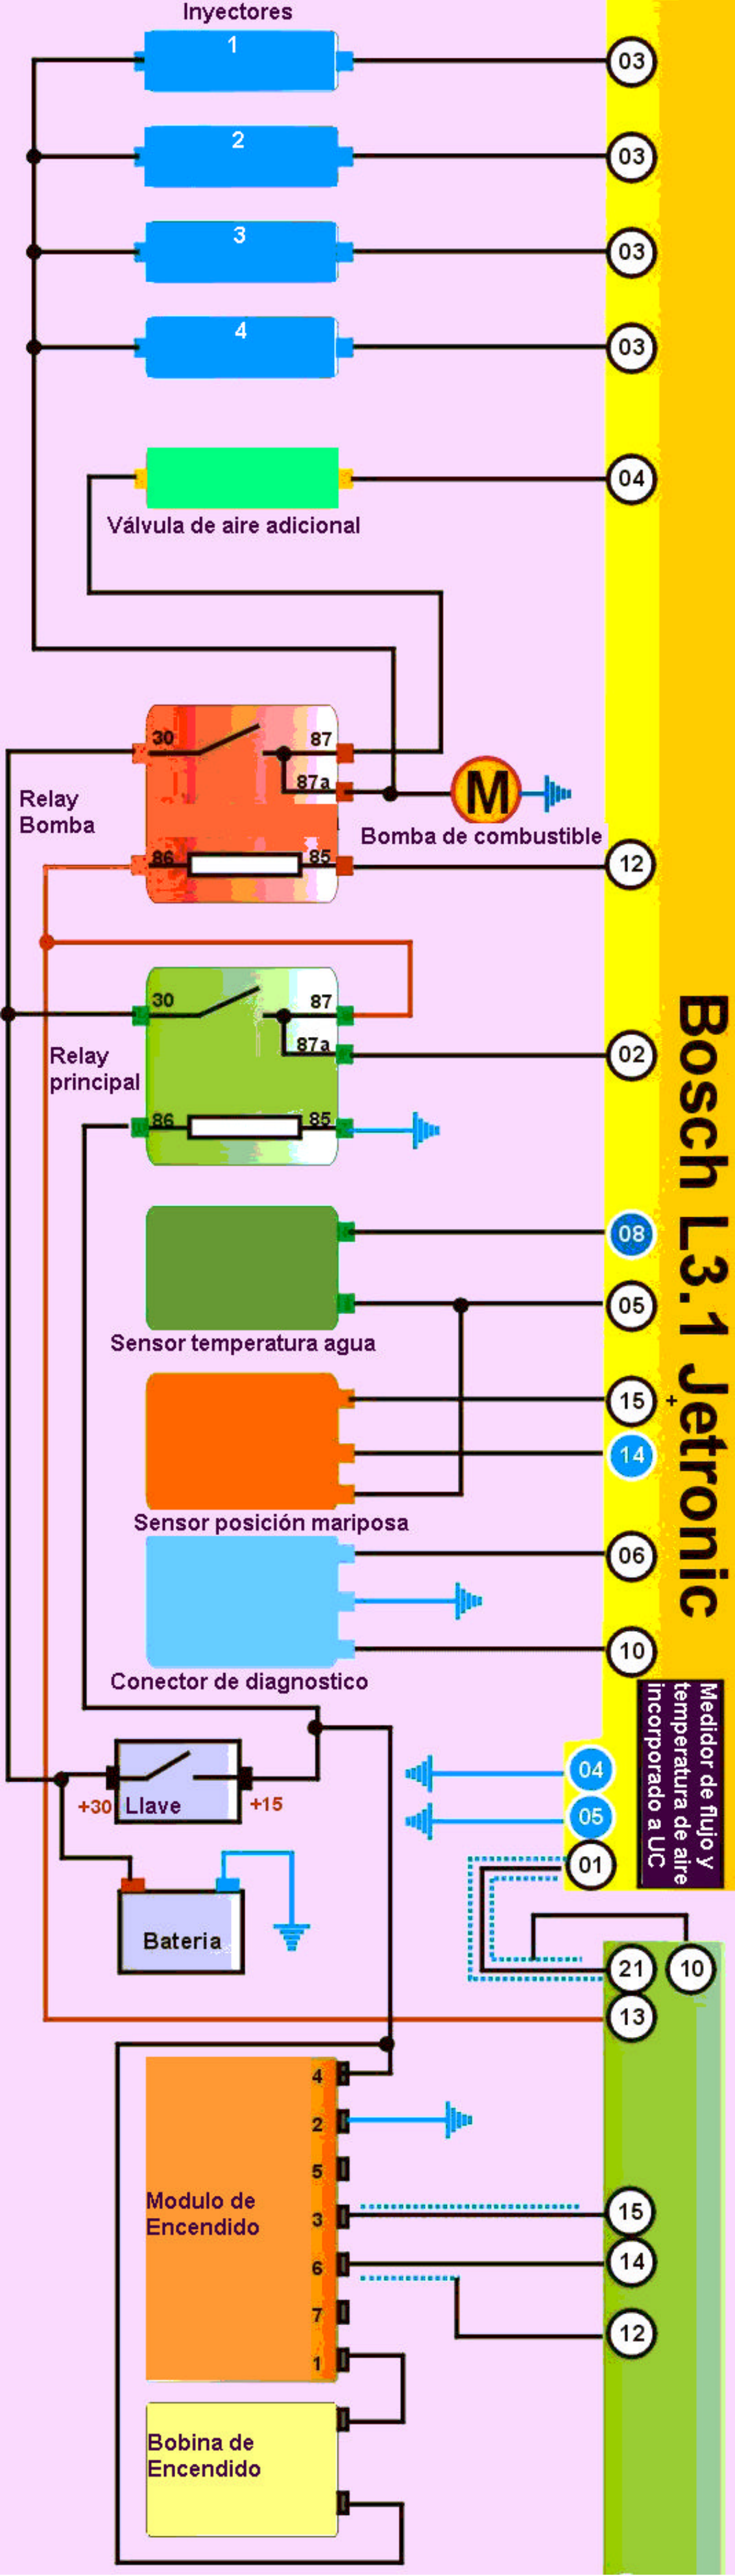 Inyectores
1
03
2
03
3
03
4
03
04
Válvula de aire adicional
30
87
87a
Relay
Bomba
M
Bomba de combustible
86
85
12
30
87
87a
02
Relay
principal
86
85
Bosch L3.1 Jetronic
08
05
Sensor temperatura agua
15
+
14
Sensor posición mariposa
06
10
Conector de diagnostico
Medidor de flujo y
temperatura de aire
incorporado a UC
04
05
01
+30
Llave
+15
Bateria
21
10
13
4
2
5
Modulo de
Encendido
3
15
6
14
7
12
1
Bobina de
Encendido